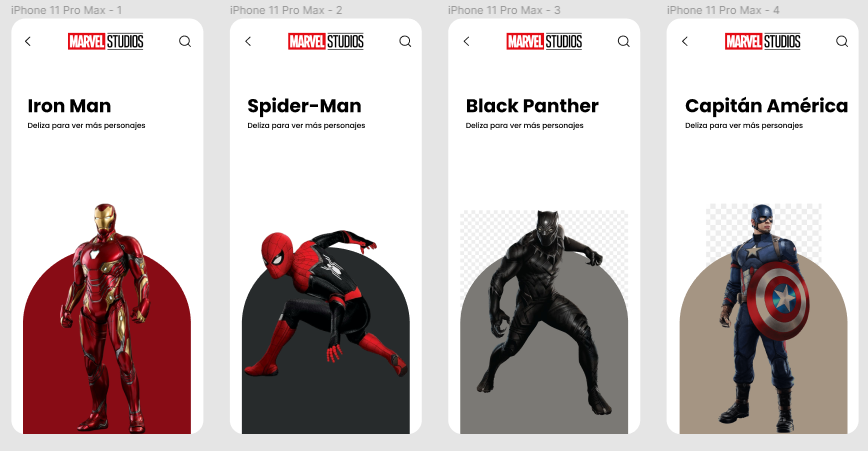 iPhone 11 Pro Max - 1
MARVEL STUDIOS
Iron Man
Deliza para ver más personajes
iPhone 11 Pro Max - 2
MARVEL STUDIOS
Spider-Man
Deliza para ver más personajes
iPhone 11 Pro Max - 3
MARVEL STUDIOS
Black Panther
Deliza para ver más personajes
iPhone 11 Pro Max - 4
MARVEL STUDIOS
Capitán América
Deliza para ver más personajes